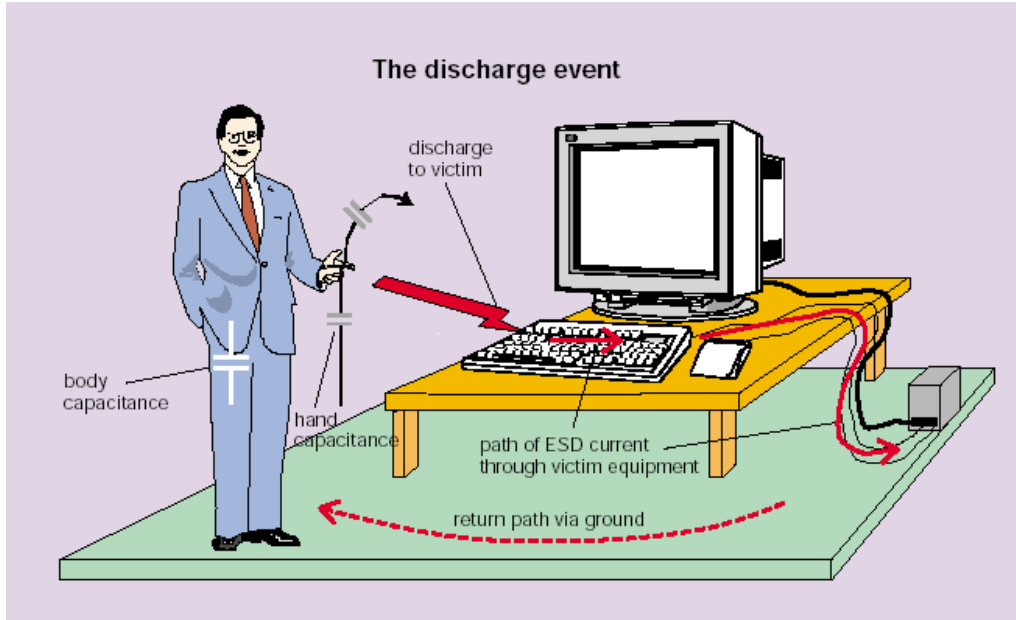 The discharge event
discharge
to victim
body
capacitance
hand
capacitance
path of ESD current
through victim equipment
return path via ground